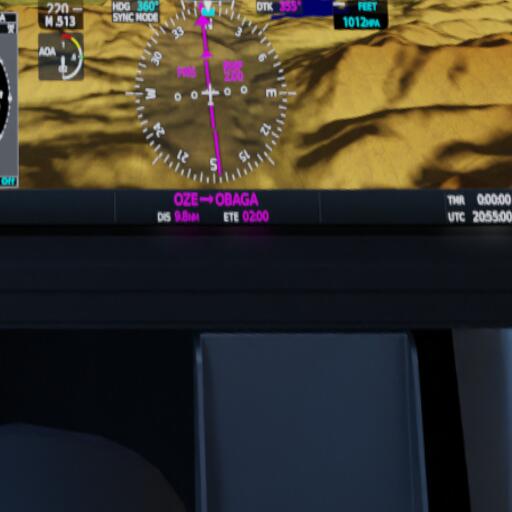 220
M .513
HDG 360°
SYNC MODE
DTK 355°
FEET
1012HPA
AOA
N
3
6
E
12
15
S
21
24
W
30
33
OZE→OBAGA
DIS 9.8NM ETE 02:00
TMR 0:00:00
UTC 20:55:00
Off